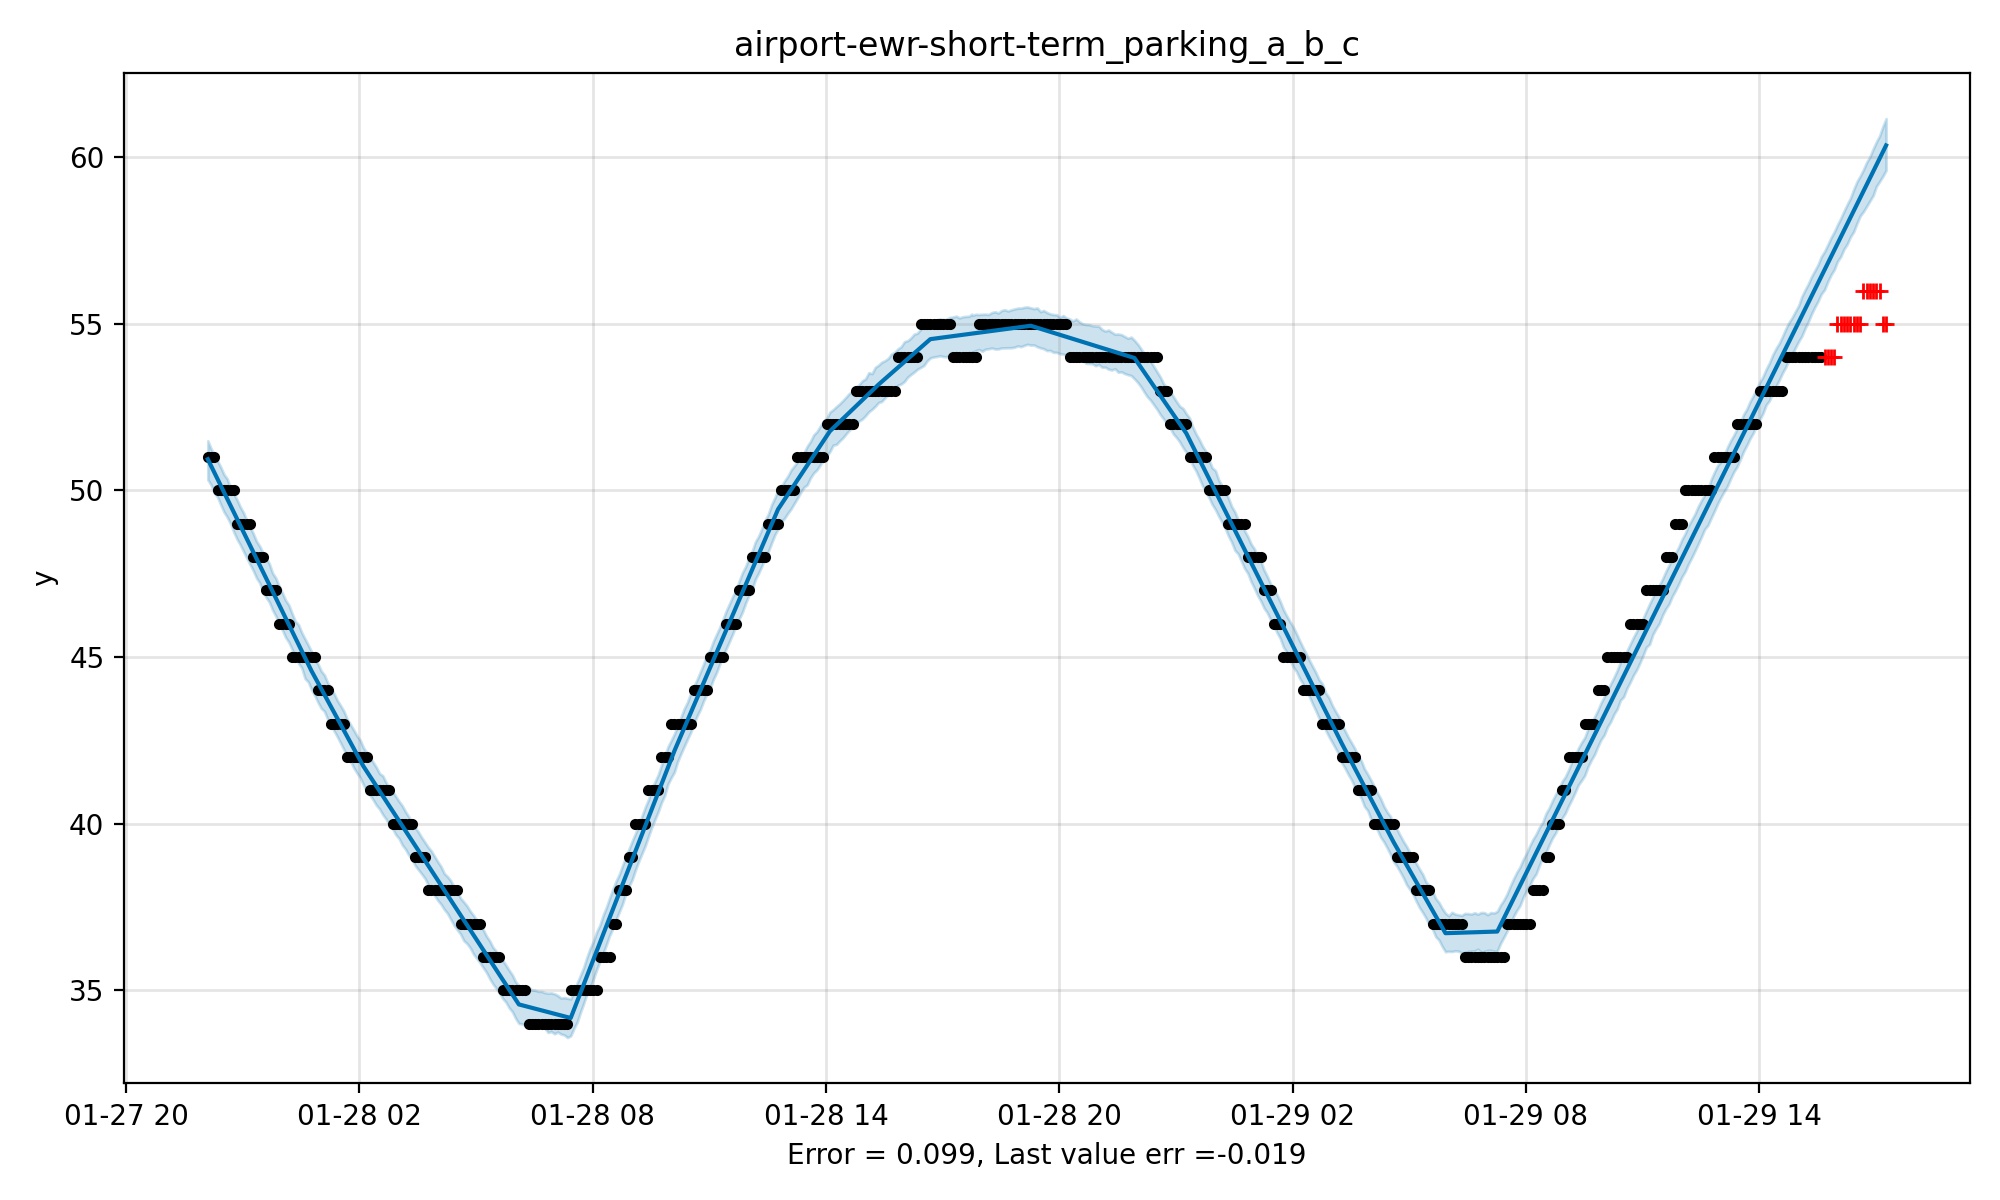 airport-ewr-short-term_parking_a_b_c
60
55
50
45
40
35
y
01-27 20 01-28 02 01-28 08 01-28 14 01-28 20 01-29 02 01-29 08 01-29 14
Error = 0.099, Last value err =-0.019